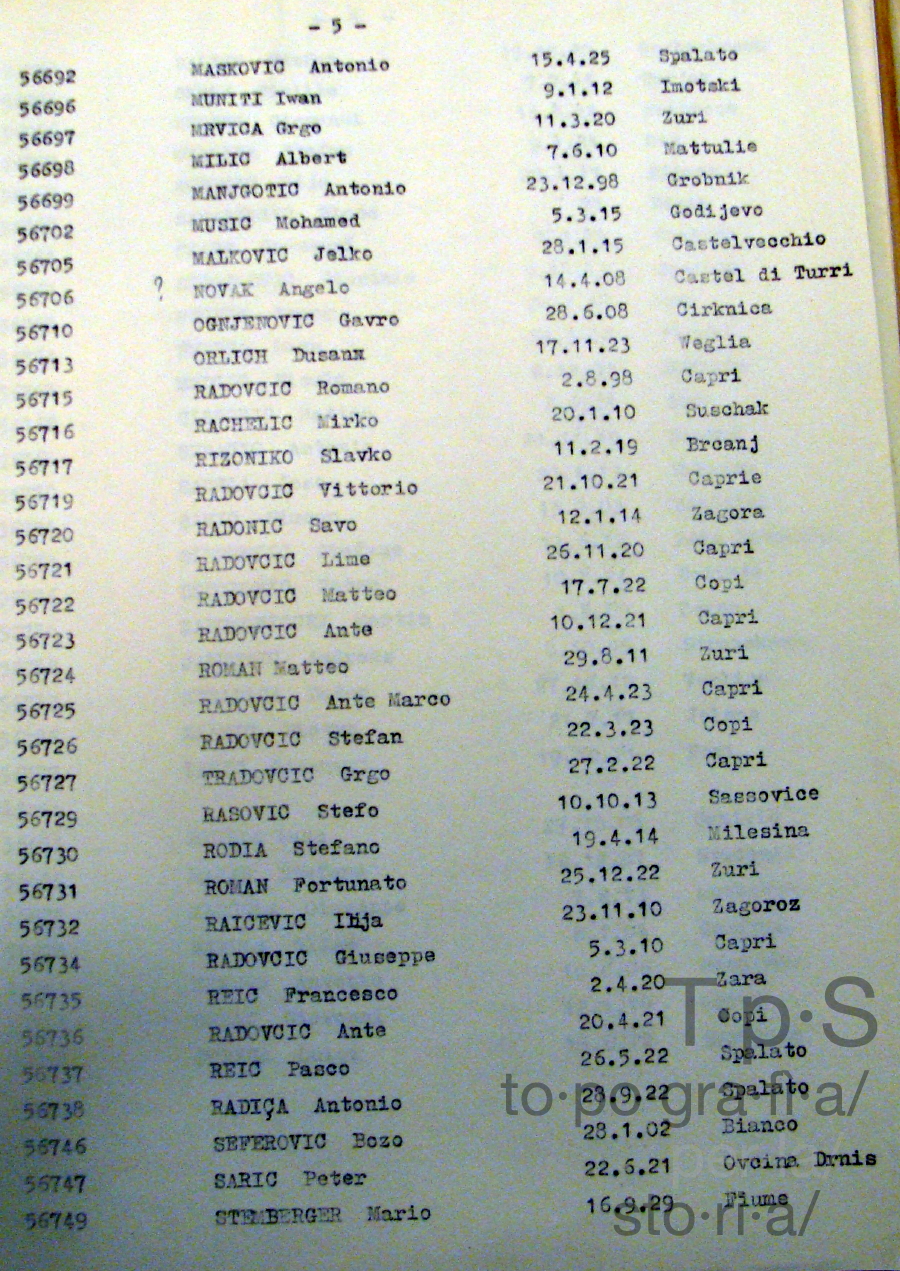 - 5 -
56692 MASKOVIC Antonio 15.4.25 Spalato
56696 MUNITI Iwan 9.1.12 Imotski
56697 MRVICA Grgo 11.3.20 Zuri
56698 MILIC Albert 7.6.10 Mattulie
56699 MANJGOTIC Antonio 23.12.98 Grobnik
56702 MUSIC Mohamed 5.3.15 Godijevo
56705 MALKOVIC Jelko 28.1.15 Castelvecchio
56706 ? NOVAK Angelo 14.4.08 Castel di Turri
56710 OGNJENOVIC Gavro 28.6.08 Cirknica
56713 ORLICH Dusanx 17.11.23 Veglia
56715 RADOVCIC Romano 2.8.98 Capri
56716 RACHELIC Mirko 20.1.10 Suschak
56717 RIZONIKO Slavko 11.2.19 Brcanj
56719 RADOVCIC Vittorio 21.10.21 Caprie
56720 RADONIC Savo 12.1.14 Zagora
56721 RADOVCIC Lime 26.11.20 Capri
56722 RADOVCIC Matteo 17.7.22 Copi
56723 RADOVCIC Ante 10.12.21 Capri
56724 ROMAN Matteo 29.8.11 Zuri
56725 RADOVCIC Ante Marco 24.4.23 Capri
56726 RADOVCIC Stefan 22.3.23 Copi
56727 TRADOVCIC Grgo 27.2.22 Capri
56729 RASOVIC Stefo 10.10.13 Sassovice
56730 RODIA Stefano 19.4.14 Milesina
56731 ROMAN Fortunato 25.12.22 Zuri
56732 RAICEVIC Ilija 23.11.10 Zagoroz
56734 RADOVCIC Giuseppe 5.3.10 Capri
56735 REIC Francesco 2.4.20 Zara
56736 RADOVCIC Ante 20.4.21 Copi
56737 REIC Pasco 26.5.22 Spalato
56738 RADIÇA Antonio 28.9.22 Spalato
56746 SEFEROVIC Bozo 28.1.02 Bianco
56747 SARIC Peter 22.6.21 Ovcina Drnis
56749 STEMBERGER Mario 16.9.29 Fiume
Tp·S
to·po·gra·fi·a/
sto·ri·a/